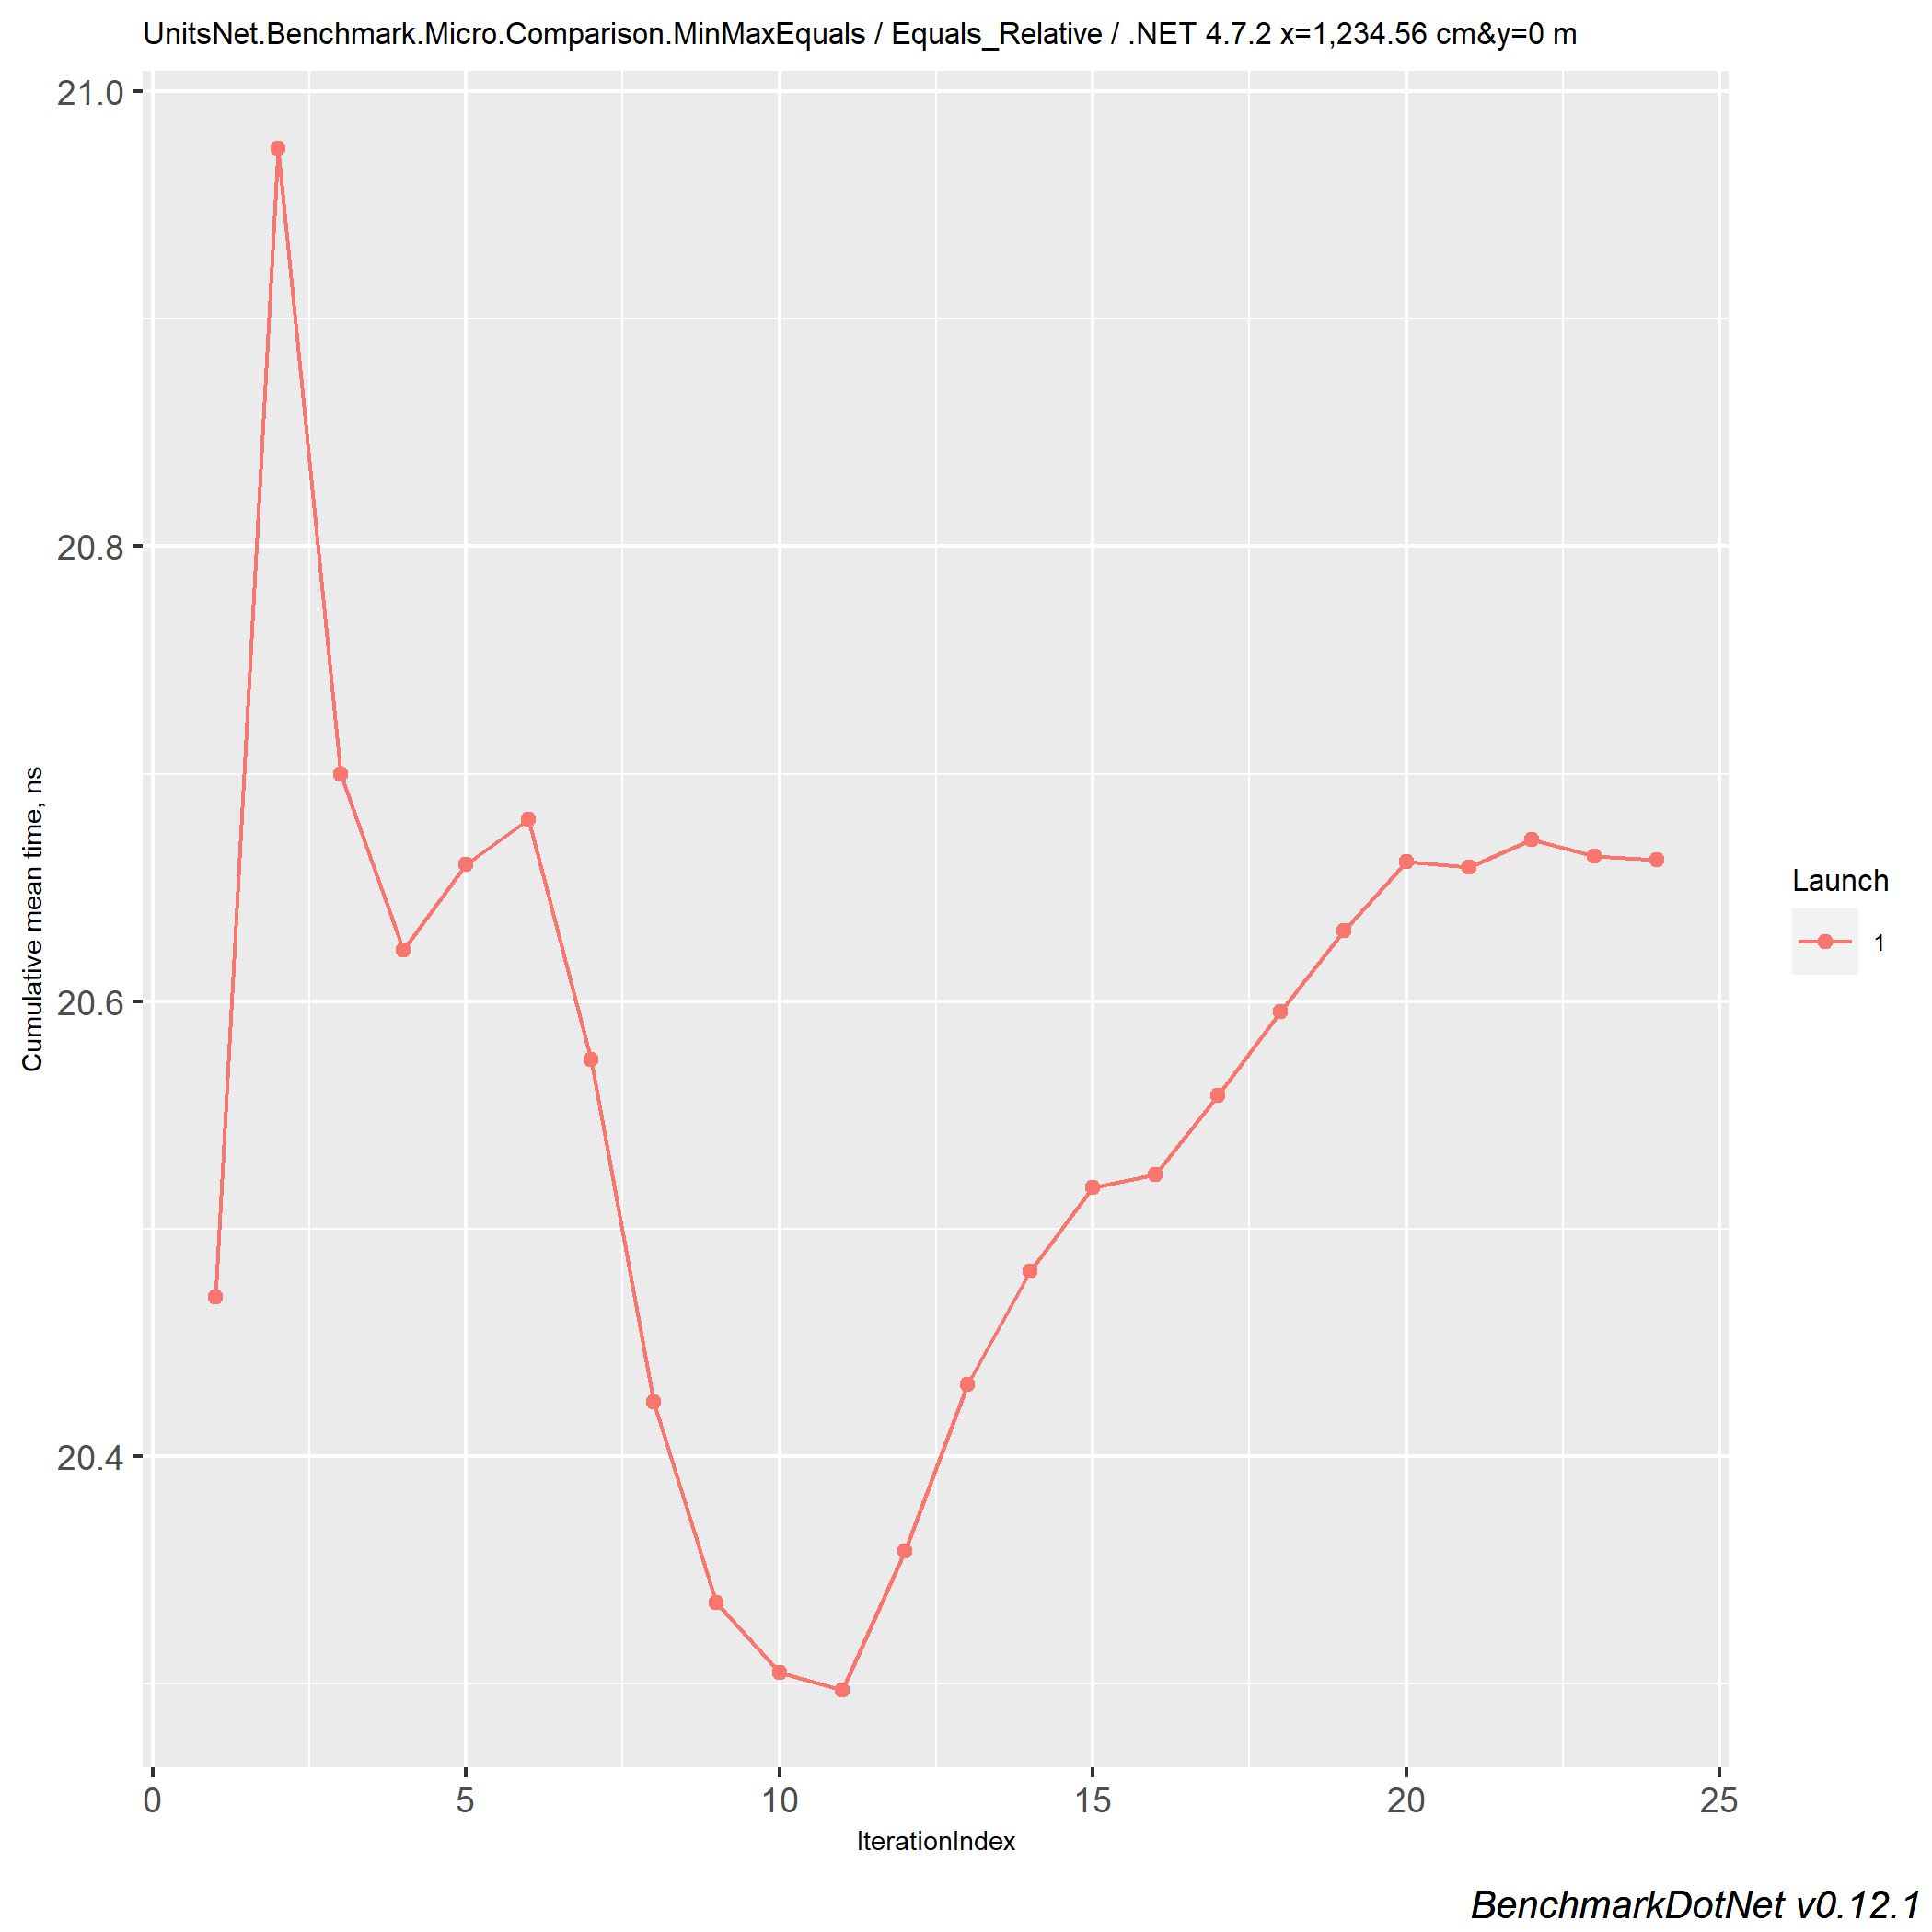 UnitsNet.Benchmark.Micro.Comparison.MinMaxEquals / Equals_Relative / .NET 4.7.2 x=1,234.56 cm&y=0 m
21.0
20.8
20.6
20.4
Cumulative mean time, ns
0 5 10 15 20 25
IterationIndex
Launch
1
BenchmarkDotNet v0.12.1